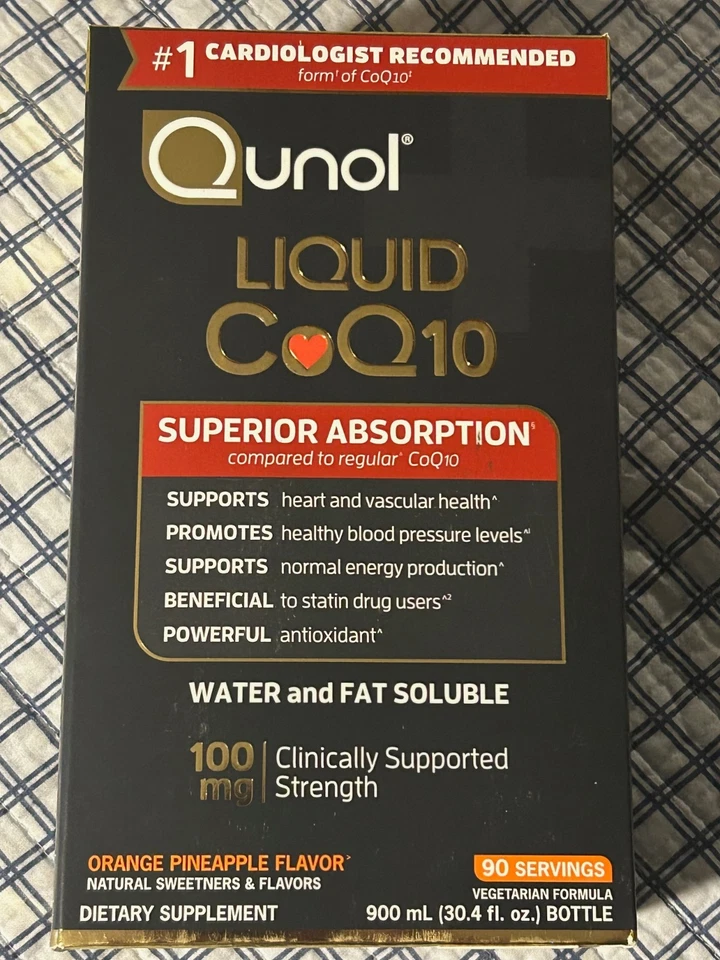 #1 CARDIOLOGIST RECOMMENDED
form† of CoQ10‡
Qunol®
LIQUID
CoQ10
SUPERIOR ABSORPTION§
compared to regular* CoQ10
SUPPORTS heart and vascular health^
PROMOTES healthy blood pressure levels^1
SUPPORTS normal energy production^
BENEFICIAL to statin drug users^2
POWERFUL antioxidant^
WATER and FAT SOLUBLE
100 mg Clinically Supported
Strength
ORANGE PINEAPPLE FLAVOR>
90 SERVINGS
NATURAL SWEETNERS & FLAVORS
VEGETARIAN FORMULA
DIETARY SUPPLEMENT
900 mL (30.4 fl. oz.) BOTTLE